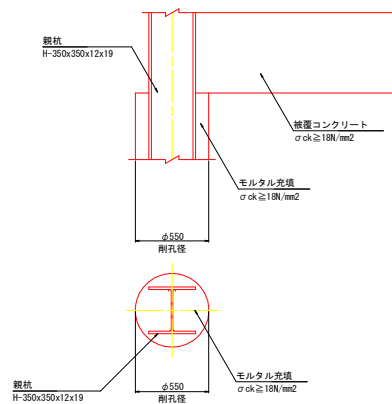 親杭
H-350x350x12x19
被覆コンクリート
σck≧18N/mm2
モルタル充填
σck≧18N/mm2
φ550
削孔径
モルタル充填
σck≧18N/mm2
親杭
H-350x350x12x19
φ550
削孔径